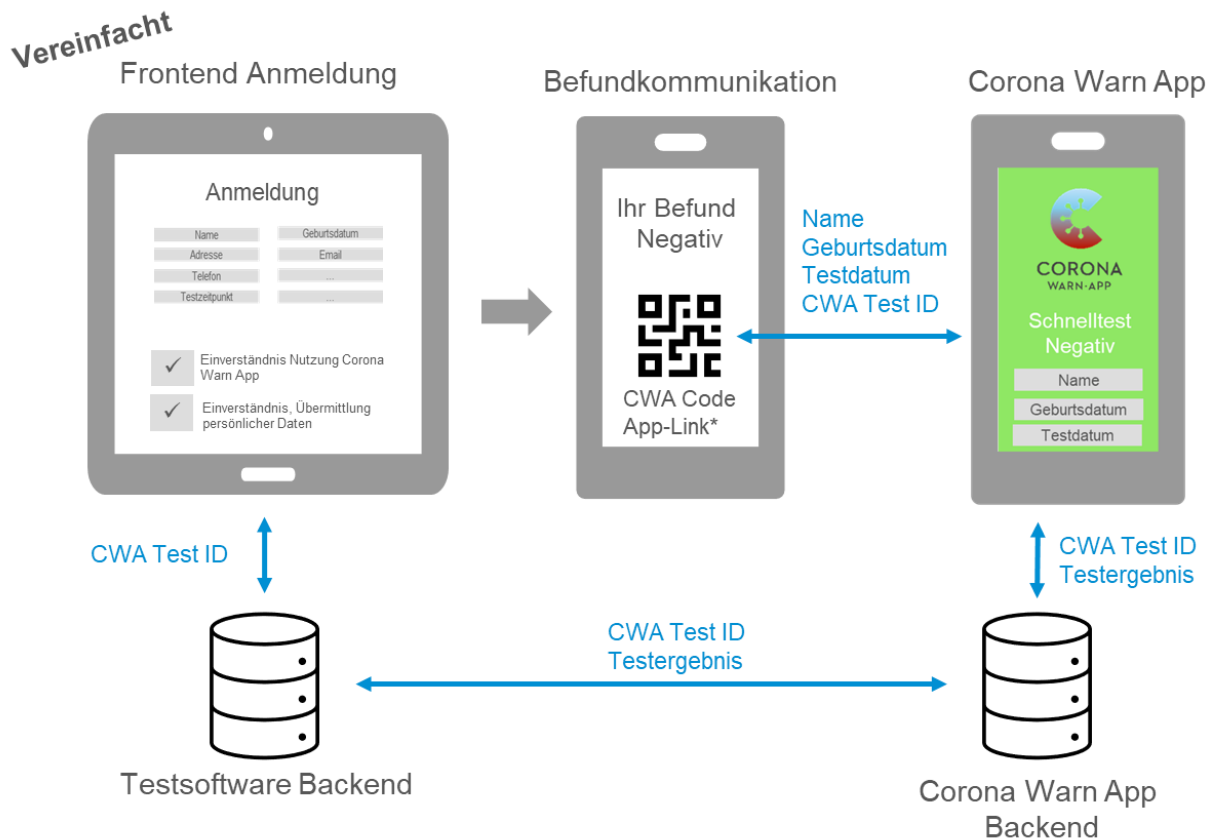 Vereinfacht
Frontend Anmeldung
Anmeldung
Name
Geburtsdatum
Adresse
Email
Telefon
...
Testzeitpunkt
...
Einverständnis Nutzung Corona
Warn App
Einverständnis, Übermittlung
persönlicher Daten
Befundkommunikation
Ihr Befund
Negativ
CWA Code
App-Link*
Name
Geburtsdatum
Testdatum
CWA Test ID
Corona Warn App
CORONA
WARN-APP
Schnelltest
Negativ
Name
Geburtsdatum
Testdatum
CWA Test ID
CWA Test ID
Testergebnis
CWA Test ID
Testergebnis
Testsoftware Backend
Corona Warn App
Backend